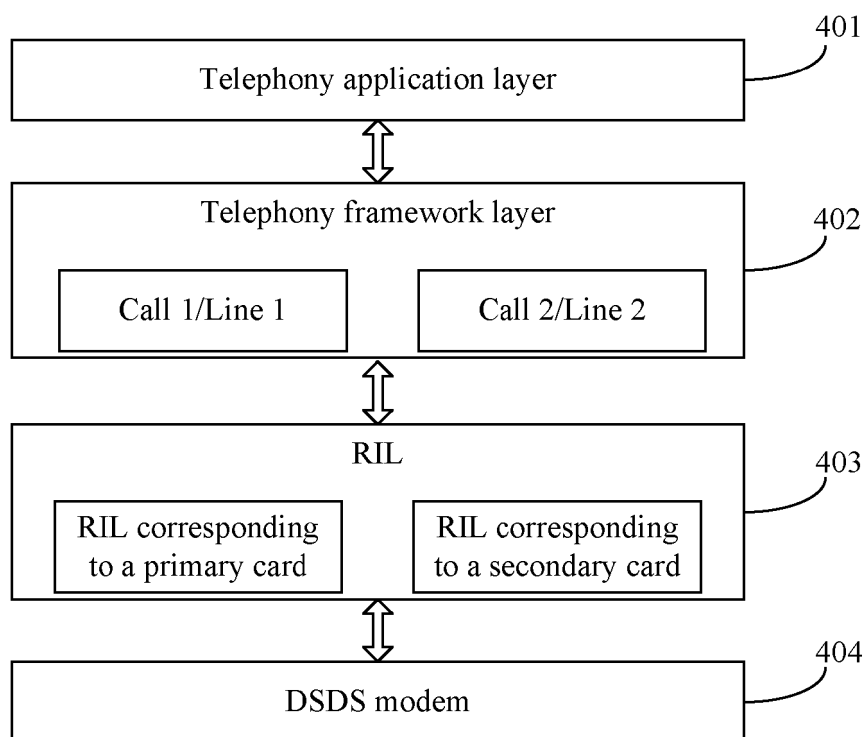 401
Telephony application layer
Telephony framework layer
402
Call 1/Line 1
Call 2/Line 2
RIL
403
RIL corresponding
to a primary card
RIL corresponding
to a secondary card
404
DSDS modem